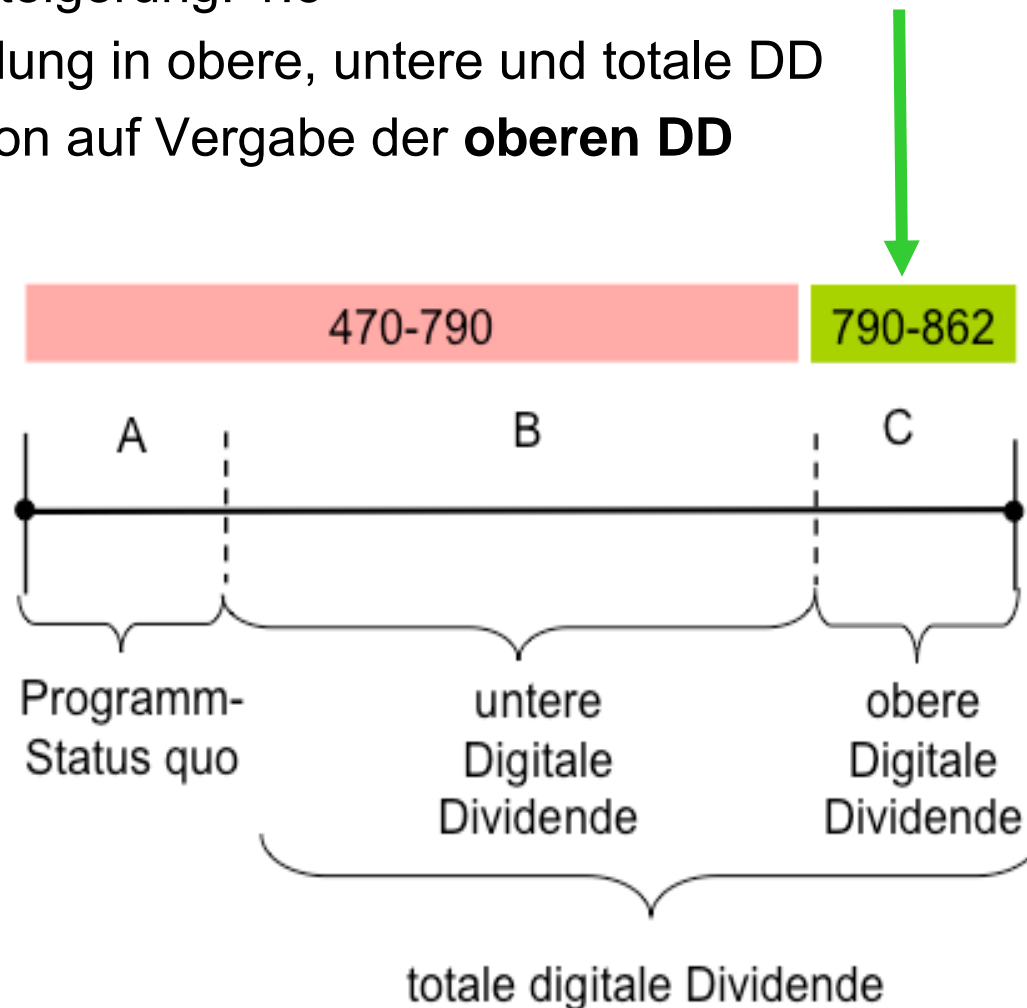 dlung in obere, untere und totale DD
on auf Vergabe der oberen DD
470-790
790-862
A
B
C
Programm-
Status quo
untere
Digitale
Dividende
obere
Digitale
Dividende
totale digitale Dividende